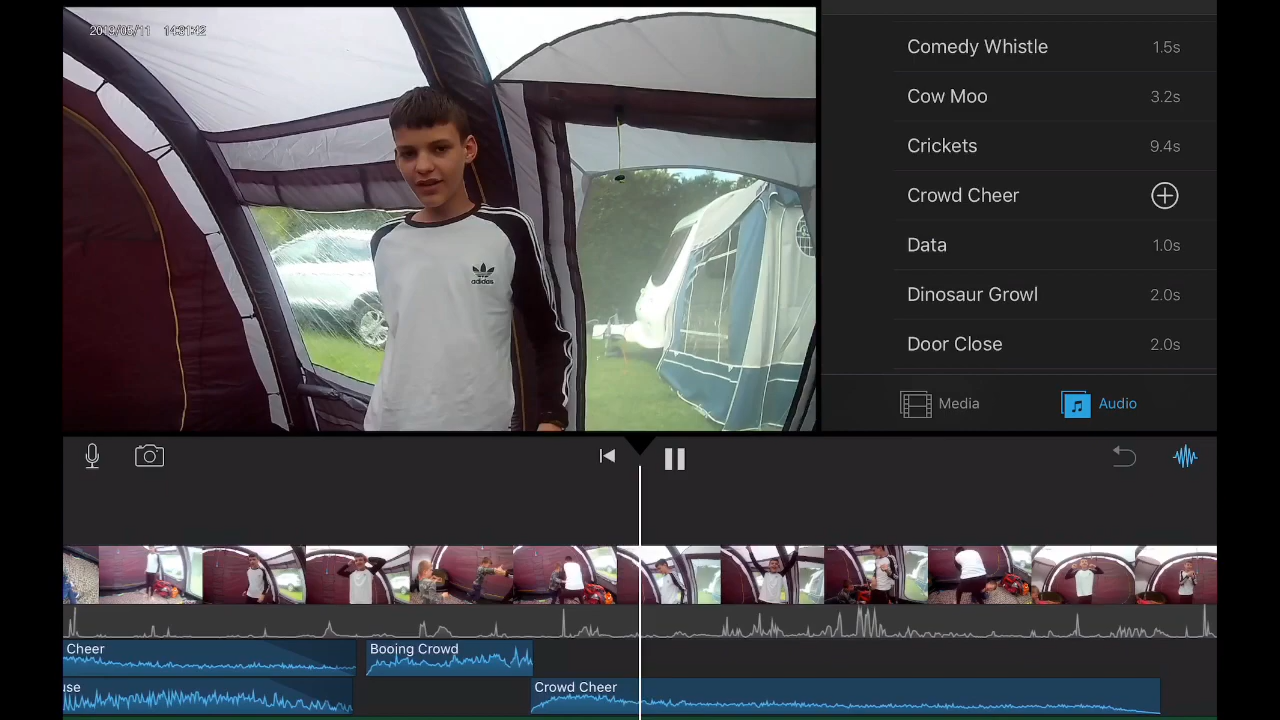 2019/05/11 14:31:42
adidas
Comedy Whistle 1.5s
Cow Moo 3.2s
Crickets 9.4s
Crowd Cheer
Data 1.0s
Dinosaur Growl 2.0s
Door Close 2.0s
Media Audio
Cheer
Booing Crowd
use
Crowd Cheer